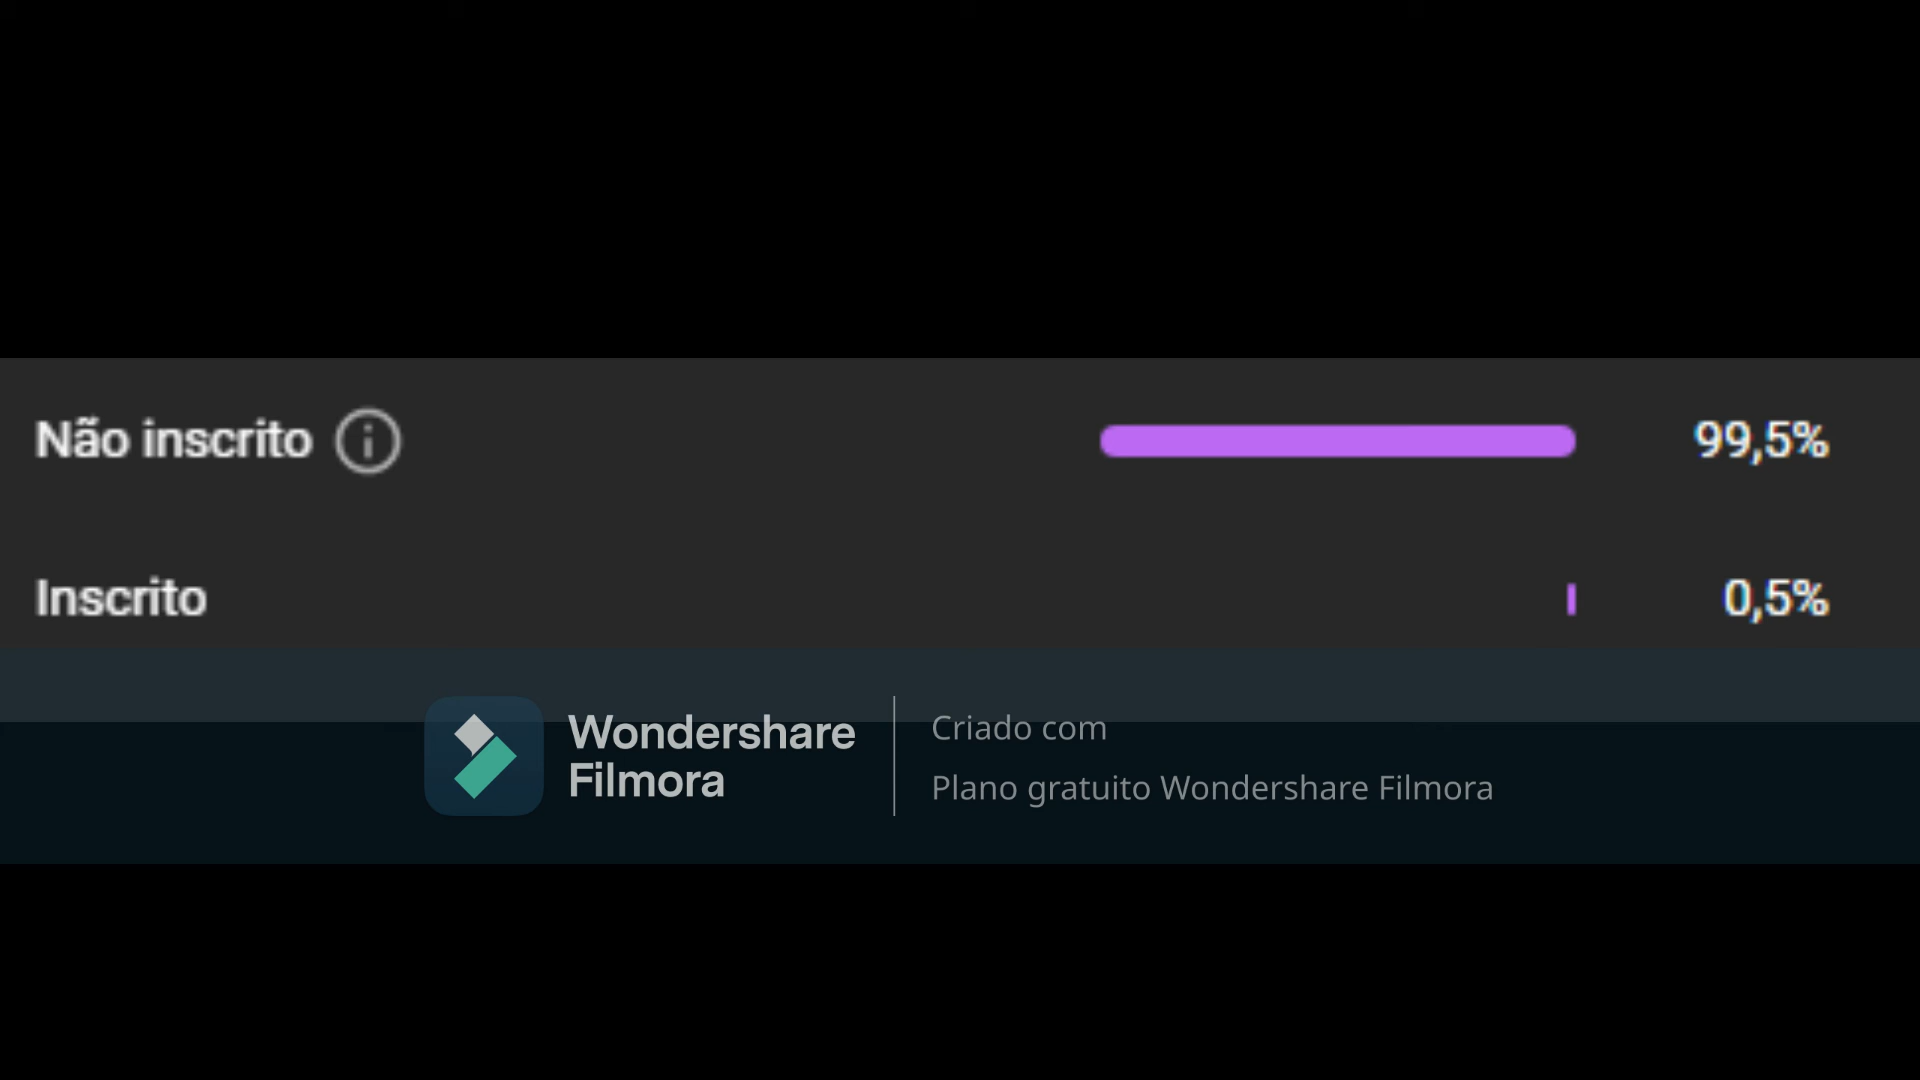 Não inscrito
99,5%
Inscrito
0,5%
Wondershare
Filmora
Criado com
Plano gratuito Wondershare Filmora